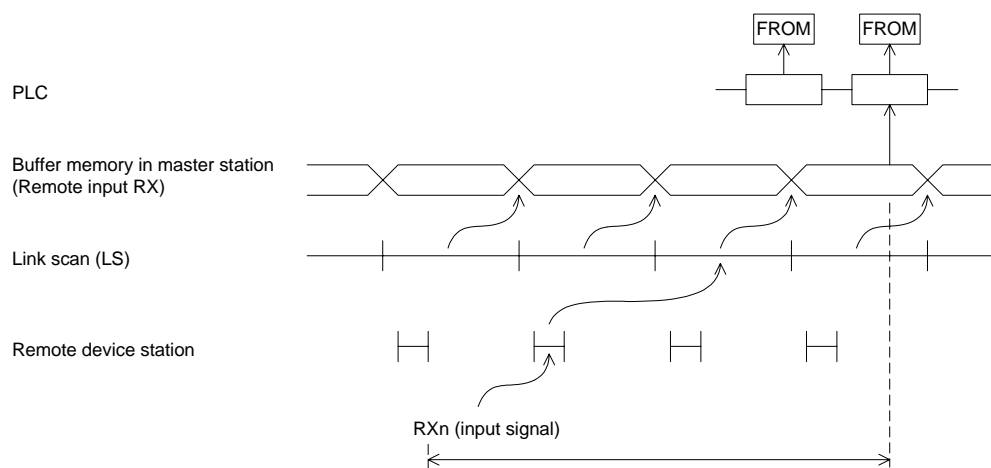 FROM FROM
PLC
Buffer memory in master station
(Remote input RX)
Link scan (LS)
Remote device station
RXn (input signal)